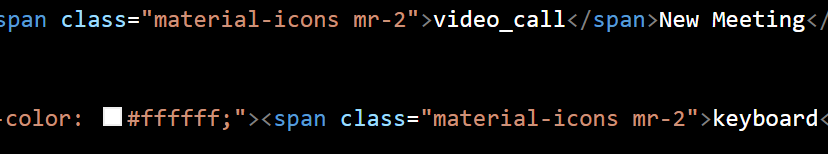 span class="material-icons mr-2">video_call</span>New Meeting</
-color: #ffffff;"><span class="material-icons mr-2">keyboard<